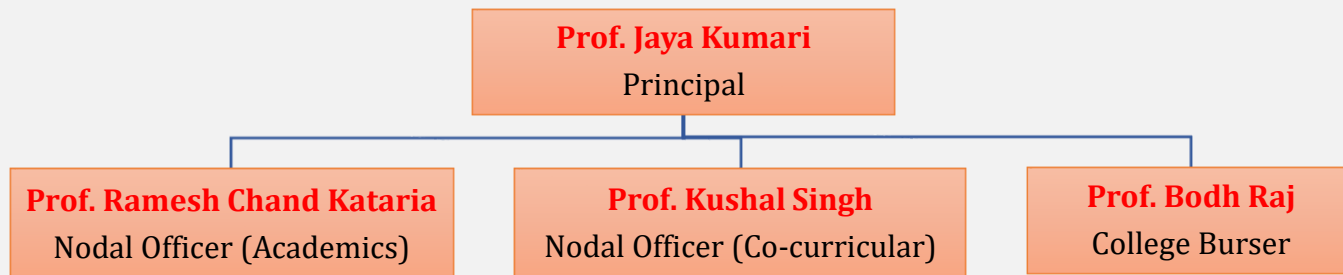 Prof. Jaya Kumari
Principal
Prof. Ramesh Chand Kataria
Nodal Officer (Academics)
Prof. Kushal Singh
Nodal Officer (Co-curricular)
Prof. Bodh Raj
College Burser